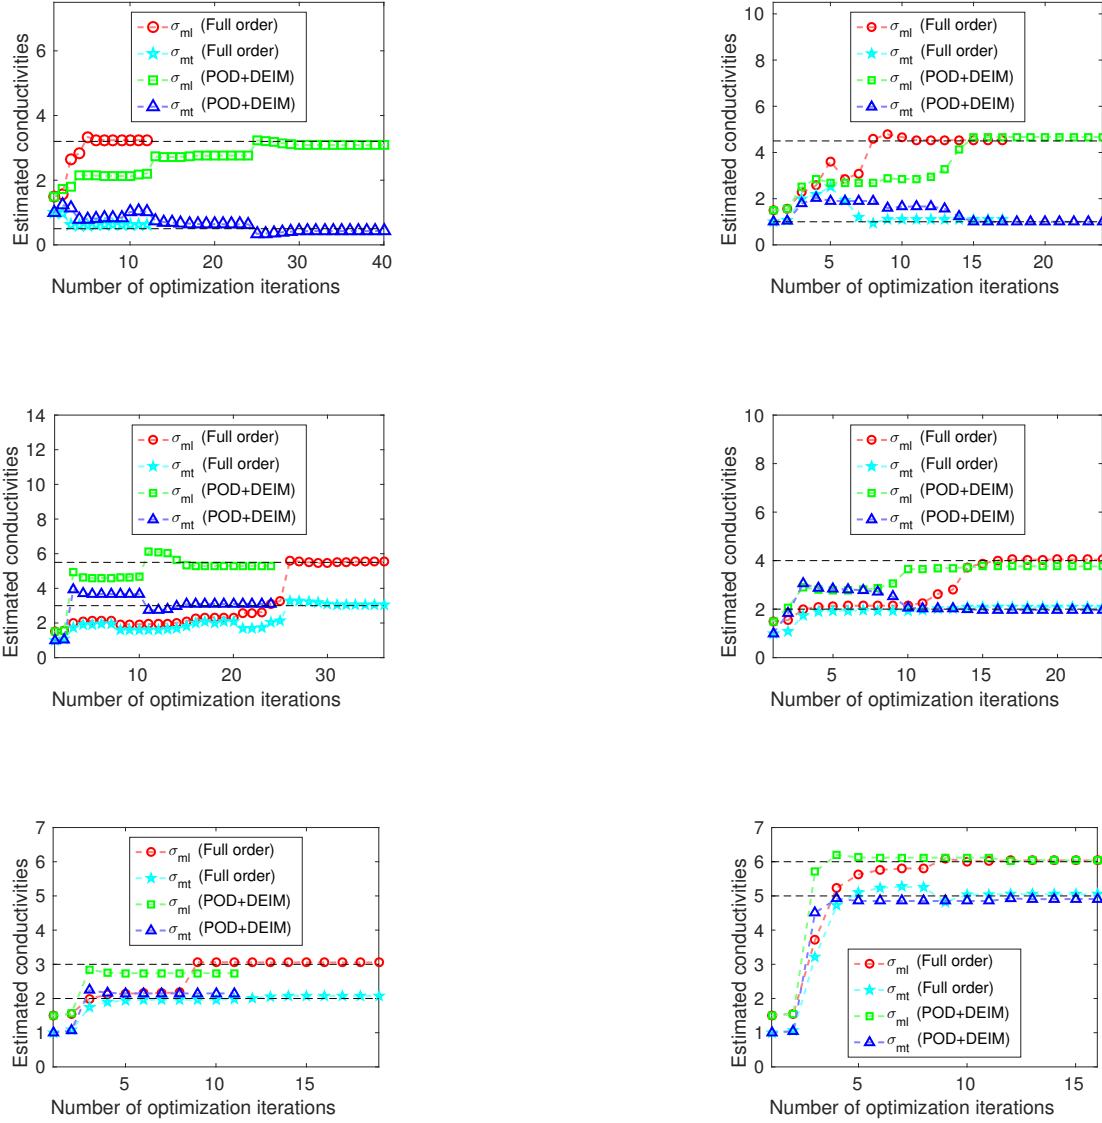 Estimated conductivities
6
4
2
0
σml (Full order)
σmt (Full order)
σml (POD+DEIM)
σmt (POD+DEIM)
10 20 30 40
Number of optimization iterations
Estimated conductivities
10
8
6
4
2
0
σml (Full order)
σmt (Full order)
σml (POD+DEIM)
σmt (POD+DEIM)
5 10 15 20
Number of optimization iterations
Estimated conductivities
14
12
10
8
6
4
2
0
σml (Full order)
σmt (Full order)
σml (POD+DEIM)
σmt (POD+DEIM)
10 20 30
Number of optimization iterations
Estimated conductivities
10
8
6
4
2
0
σml (Full order)
σmt (Full order)
σml (POD+DEIM)
σmt (POD+DEIM)
5 10 15 20
Number of optimization iterations
Estimated conductivities
7
6
5
4
3
2
1
0
σml (Full order)
σmt (Full order)
σml (POD+DEIM)
σmt (POD+DEIM)
5 10 15
Number of optimization iterations
Estimated conductivities
7
6
5
4
3
2
1
0
σml (Full order)
σmt (Full order)
σml (POD+DEIM)
σmt (POD+DEIM)
5 10 15
Number of optimization iterations